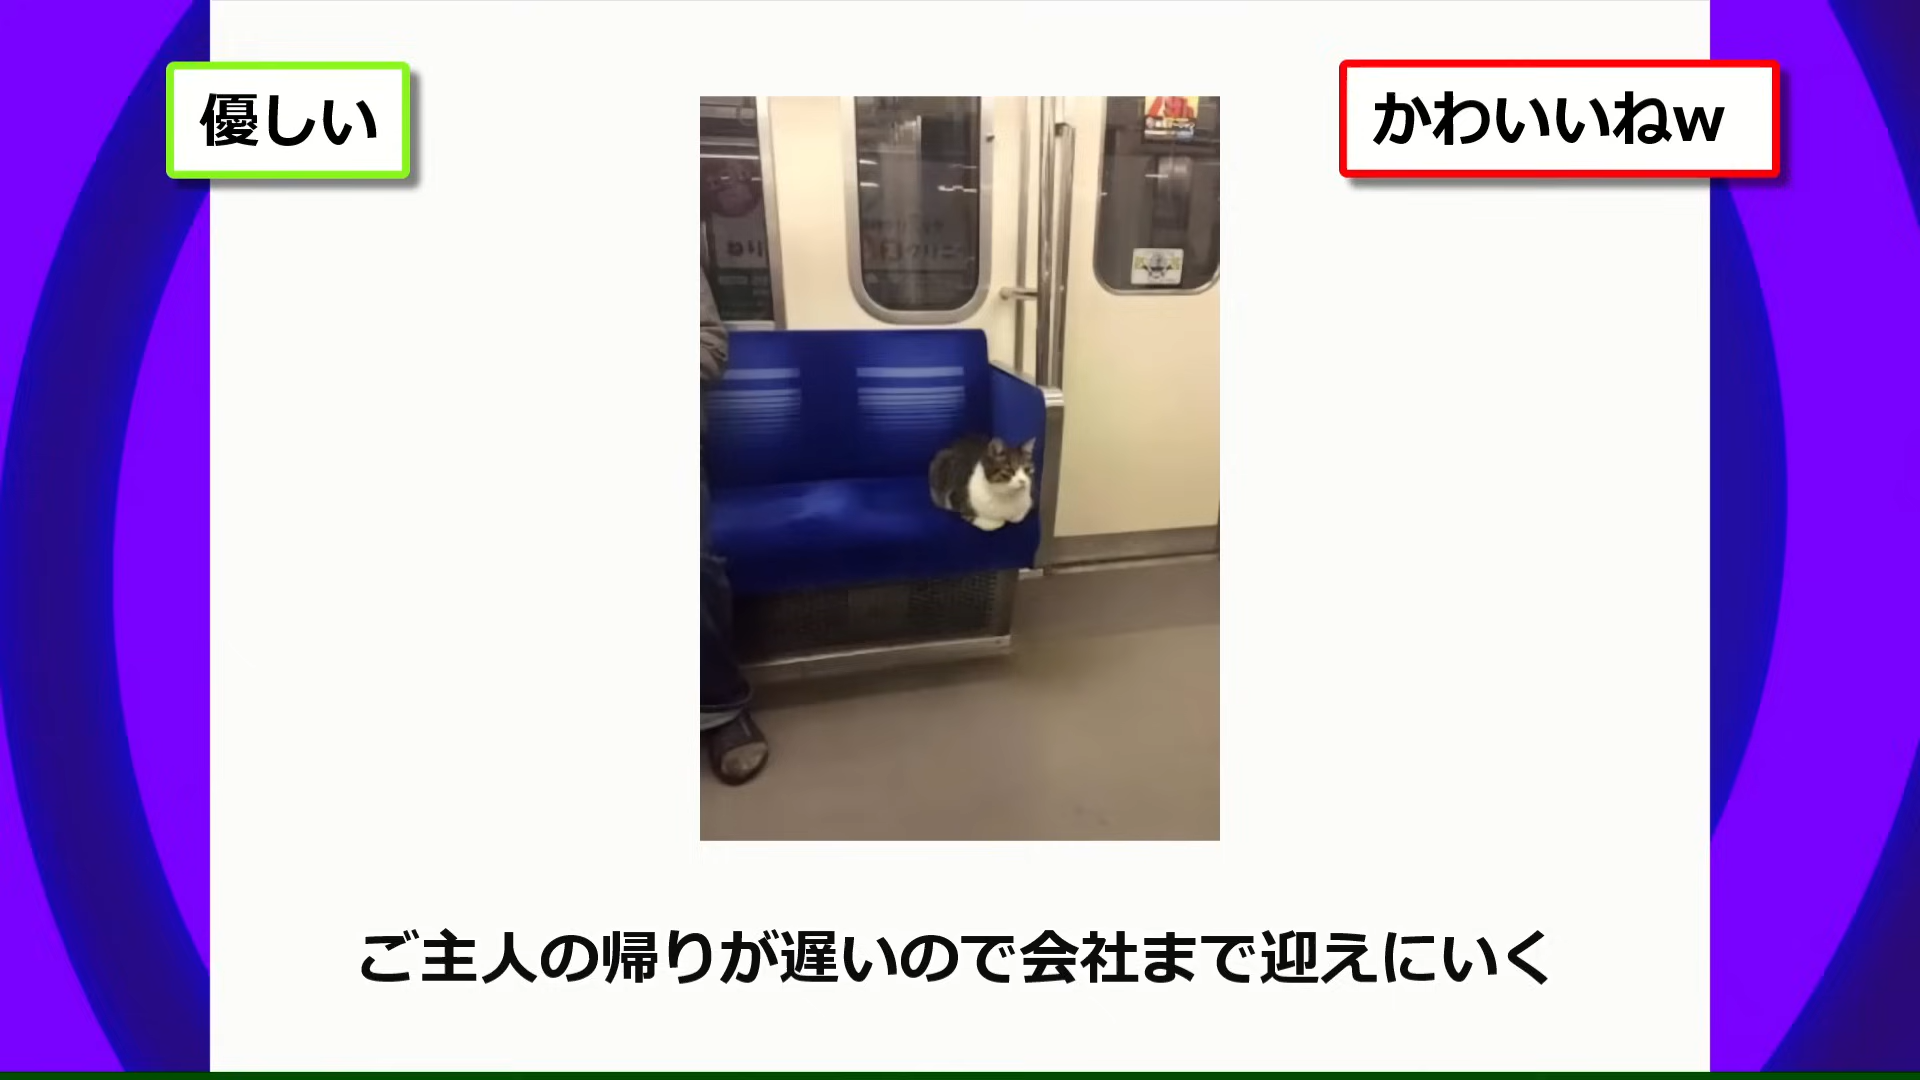 優しい
かわいいねw
ご主人の帰りが遅いので会社まで迎えにいく